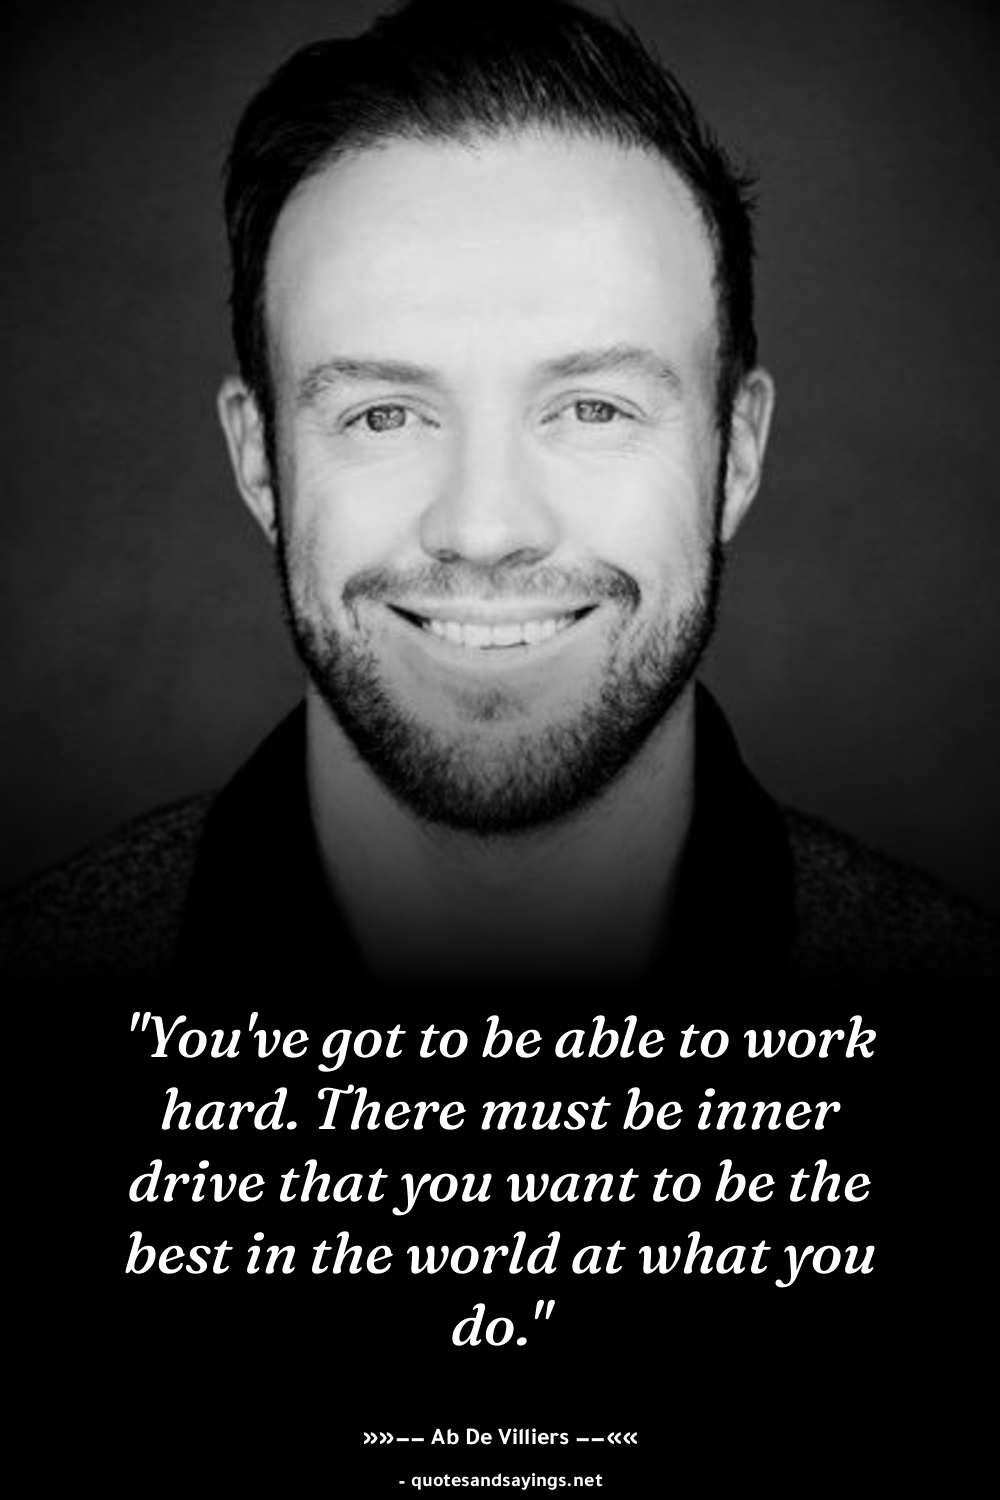 "You've got to be able to work
hard. There must be inner
drive that you want to be the
best in the world at what you
do."
»»−− Ab De Villiers −−««
- quotesandsayings.net